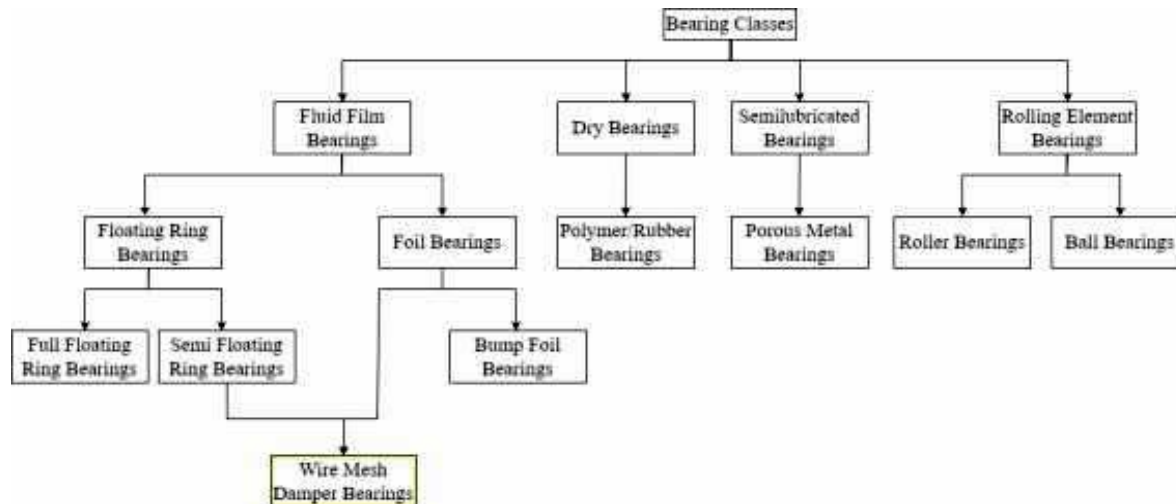 Bearing Classes
Fluid Film
Bearings
Dry Bearings
Semilubricated
Bearings
Rolling Element
Bearings
Floating Ring
Bearings
Foil Bearings
Polymer/Rubber
Bearings
Porous Metal
Bearings
Roller Bearings
Ball Bearings
Full Floating
Ring Bearings
Semi Floating
Ring Bearings
Bump Foil
Bearings
Wire Mesh
Damper Bearings